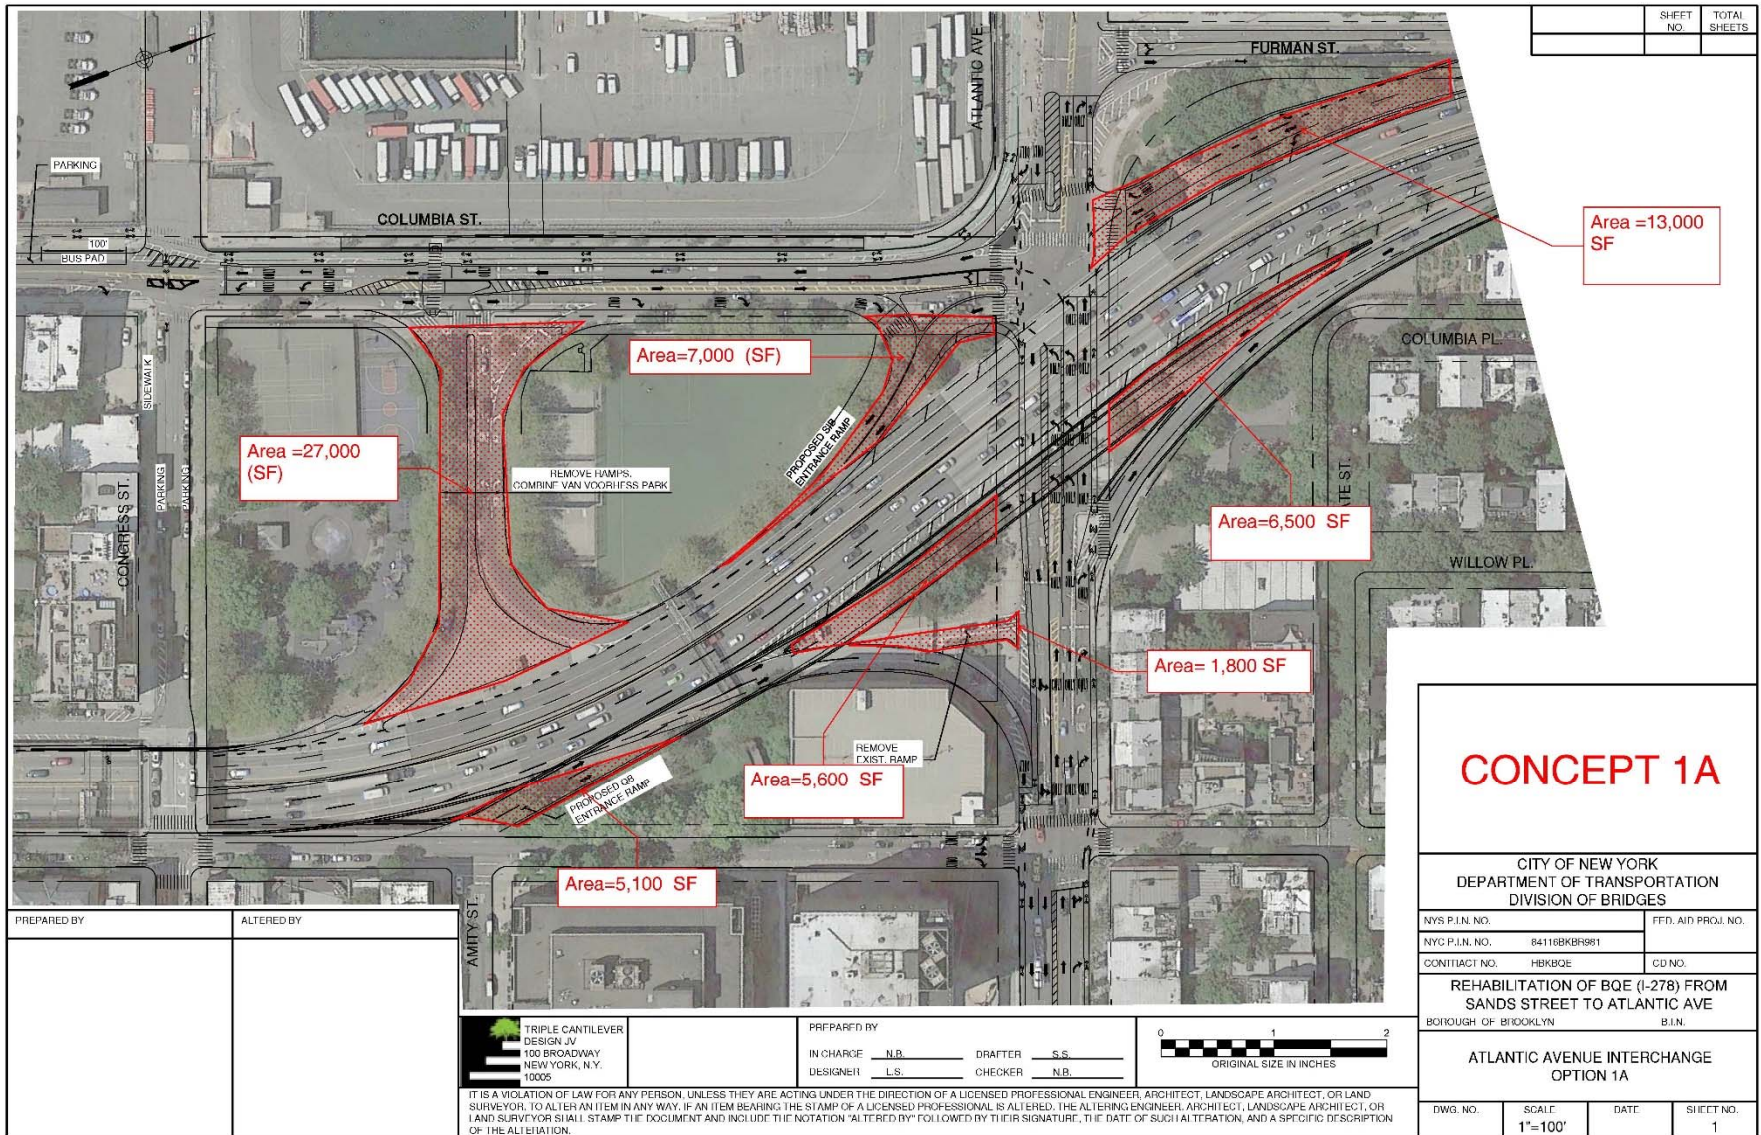 SHEET
NO.
TOTAL
SHEETS
FURMAN ST.
ATLANTIC AVE
PARKING
COLUMBIA ST.
100'
BUS PAD
Area =13,000
SF
COLUMBIA PL.
SIDEWALK
Area=7,000 (SF)
PROPOSED S/B
ENTRANCE RAMP
Area =27,000
(SF)
REMOVE RAMPS,
COMBINE VAN VOORHESS PARK
PARKING
PARKING
CONGRESS ST.
Area=6,500 SF
ATE ST.
WILLOW PL.
Area= 1,800 SF
REMOVE
EXIST. RAMP
Area=5,600 SF
PROPOSED QB
ENTRANCE RAMP
Area=5,100 SF
AMITY ST.
CONCEPT 1A
CITY OF NEW YORK
DEPARTMENT OF TRANSPORTATION
DIVISION OF BRIDGES
NYS P.I.N. NO.
FED. AID PROJ. NO.
NYC P.I.N. NO. 84116BKBR981
CONTRACT NO. HBKBQE
CD NO.
REHABILITATION OF BQE (I-278) FROM
SANDS STREET TO ATLANTIC AVE
BOROUGH OF BROOKLYN B.I.N.
ATLANTIC AVENUE INTERCHANGE
OPTION 1A
DWG. NO.
SCALE
1"=100'
DATE
SHEET NO.
1
PREPARED BY
ALTERED BY
TRIPLE CANTILEVER
DESIGN JV
100 BROADWAY
NEW YORK, N.Y.
10005
PREPARED BY
IN CHARGE N.B. DRAFTER S.S.
DESIGNER L.S. CHECKER N.B.
0 1 2
ORIGINAL SIZE IN INCHES
IT IS A VIOLATION OF LAW FOR ANY PERSON, UNLESS THEY ARE ACTING UNDER THE DIRECTION OF A LICENSED PROFESSIONAL ENGINEER, ARCHITECT, LANDSCAPE ARCHITECT, OR LAND
SURVEYOR, TO ALTER AN ITEM IN ANY WAY. IF AN ITEM BEARING THE STAMP OF A LICENSED PROFESSIONAL IS ALTERED, THE ALTERING ENGINEER, ARCHITECT, LANDSCAPE ARCHITECT, OR
LAND SURVEYOR SHALL STAMP THE DOCUMENT AND INCLUDE THE NOTATION "ALTERED BY" FOLLOWED BY THEIR SIGNATURE, THE DATE OF SUCH ALTERATION, AND A SPECIFIC DESCRIPTION
OF THE ALTERATION.